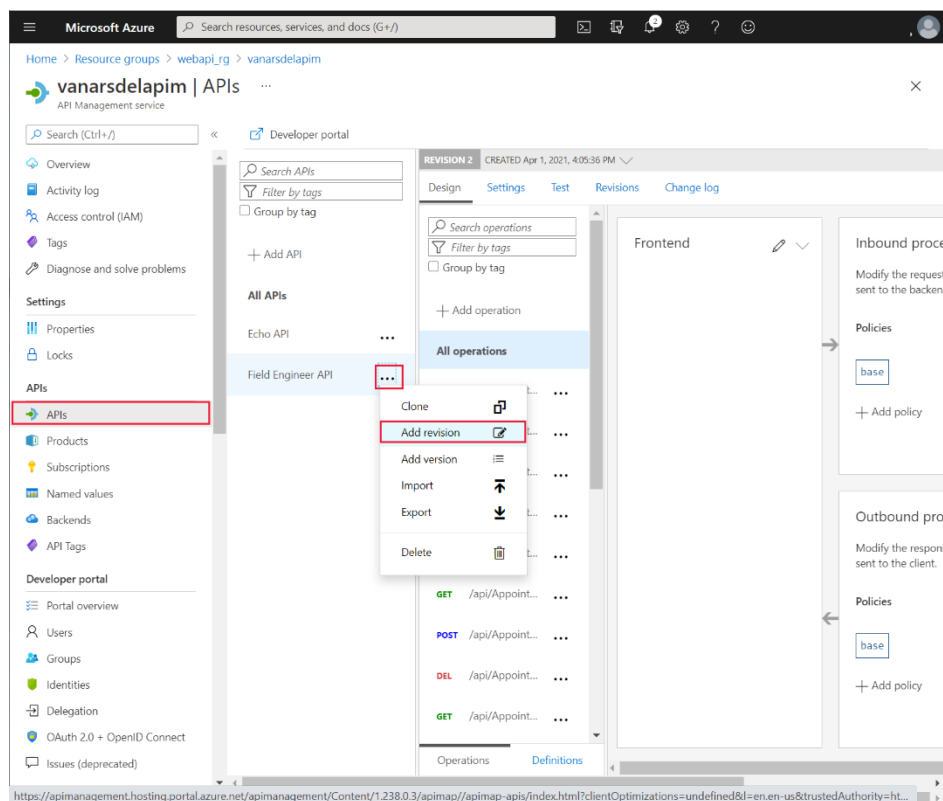 Microsoft Azure
Search resources, services, and docs (G+/)
2
Home > Resource groups > webapi_rg > vanarsdelapim
vanarsdelapim | APIs ...
API Management service
Search (Ctrl+/)
«
Developer portal
Overview
Activity log
Access control (IAM)
Tags
Diagnose and solve problems
Settings
Properties
Locks
APIs
APIs
Products
Subscriptions
Named values
Backends
API Tags
Developer portal
Portal overview
Users
Groups
Identities
Delegation
OAuth 2.0 + OpenID Connect
Issues (deprecated)
Search APIs
Filter by tags
Group by tag
+ Add API
All APIs
Echo API ...
Field Engineer API ...
Clone
Add revision
Add version
Import
Export
Delete
REVISION 2 CREATED Apr 1, 2021, 4:05:36 PM
Design Settings Test Revisions Change log
Search operations
Filter by tags
Group by tag
+ Add operation
All operations
GET /api/Appoint... ...
POST /api/Appoint... ...
DEL /api/Appoint... ...
GET /api/Appoint... ...
Operations Definitions
Frontend
Inbound proce
Modify the request
sent to the backen
Policies
base
+ Add policy
Outbound pro
Modify the respon
sent to the client.
Policies
base
+ Add policy
https://apimanagement.hosting.portal.azure.net/apimanagement/Content/1.238.0.3/apimap//apimap-apis/index.html?clientOptimizations=undefined&l=en.en-us&trustedAuthority=ht...